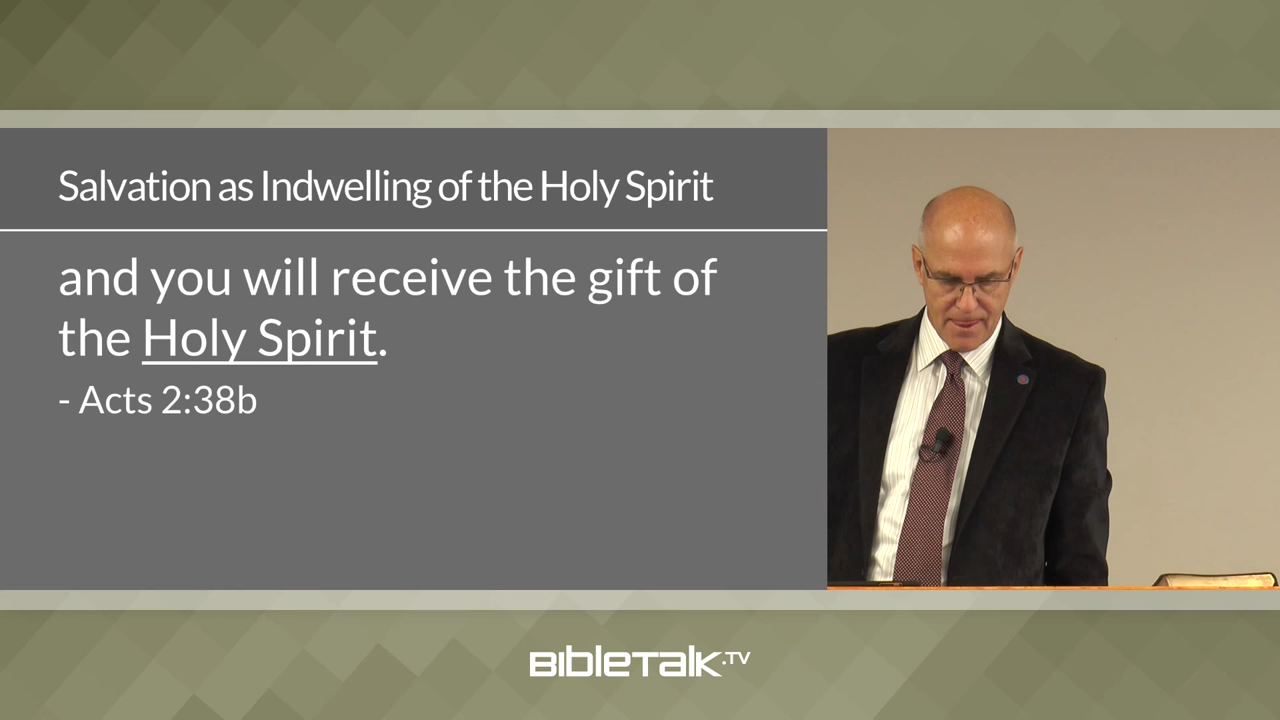 Salvation as Indwelling of the Holy Spirit
and you will receive the gift of
the Holy Spirit.
- Acts 2:38b
BibleTalk.TV